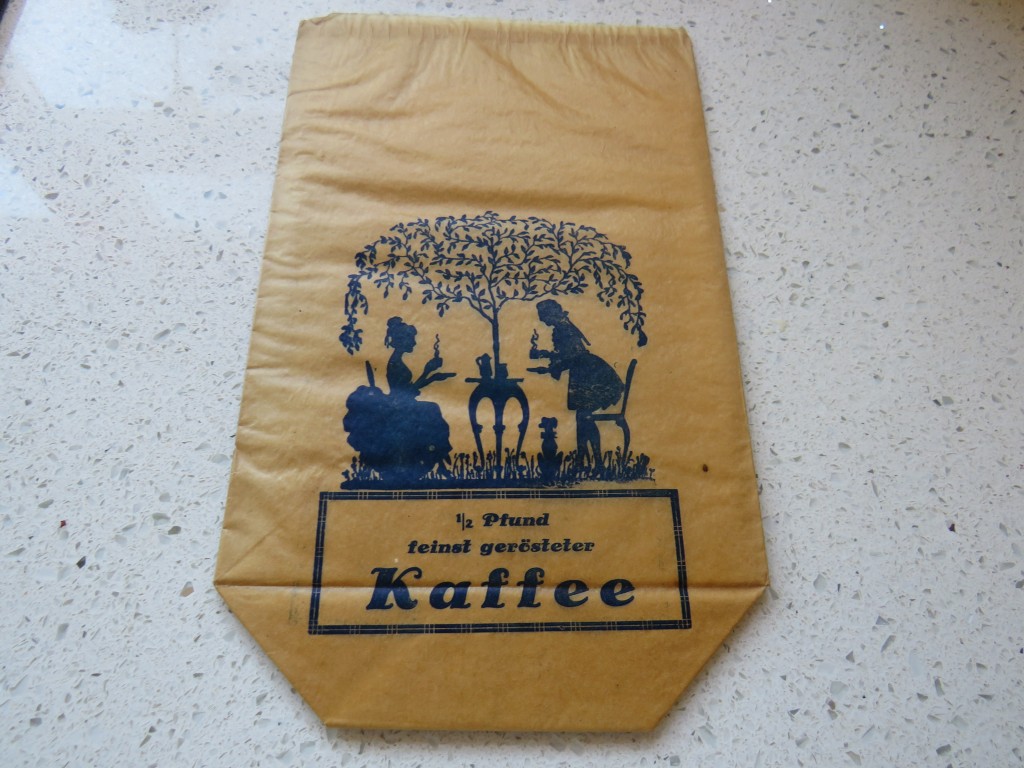 1/2 Pfund
feinst gerösteter
Kaffee